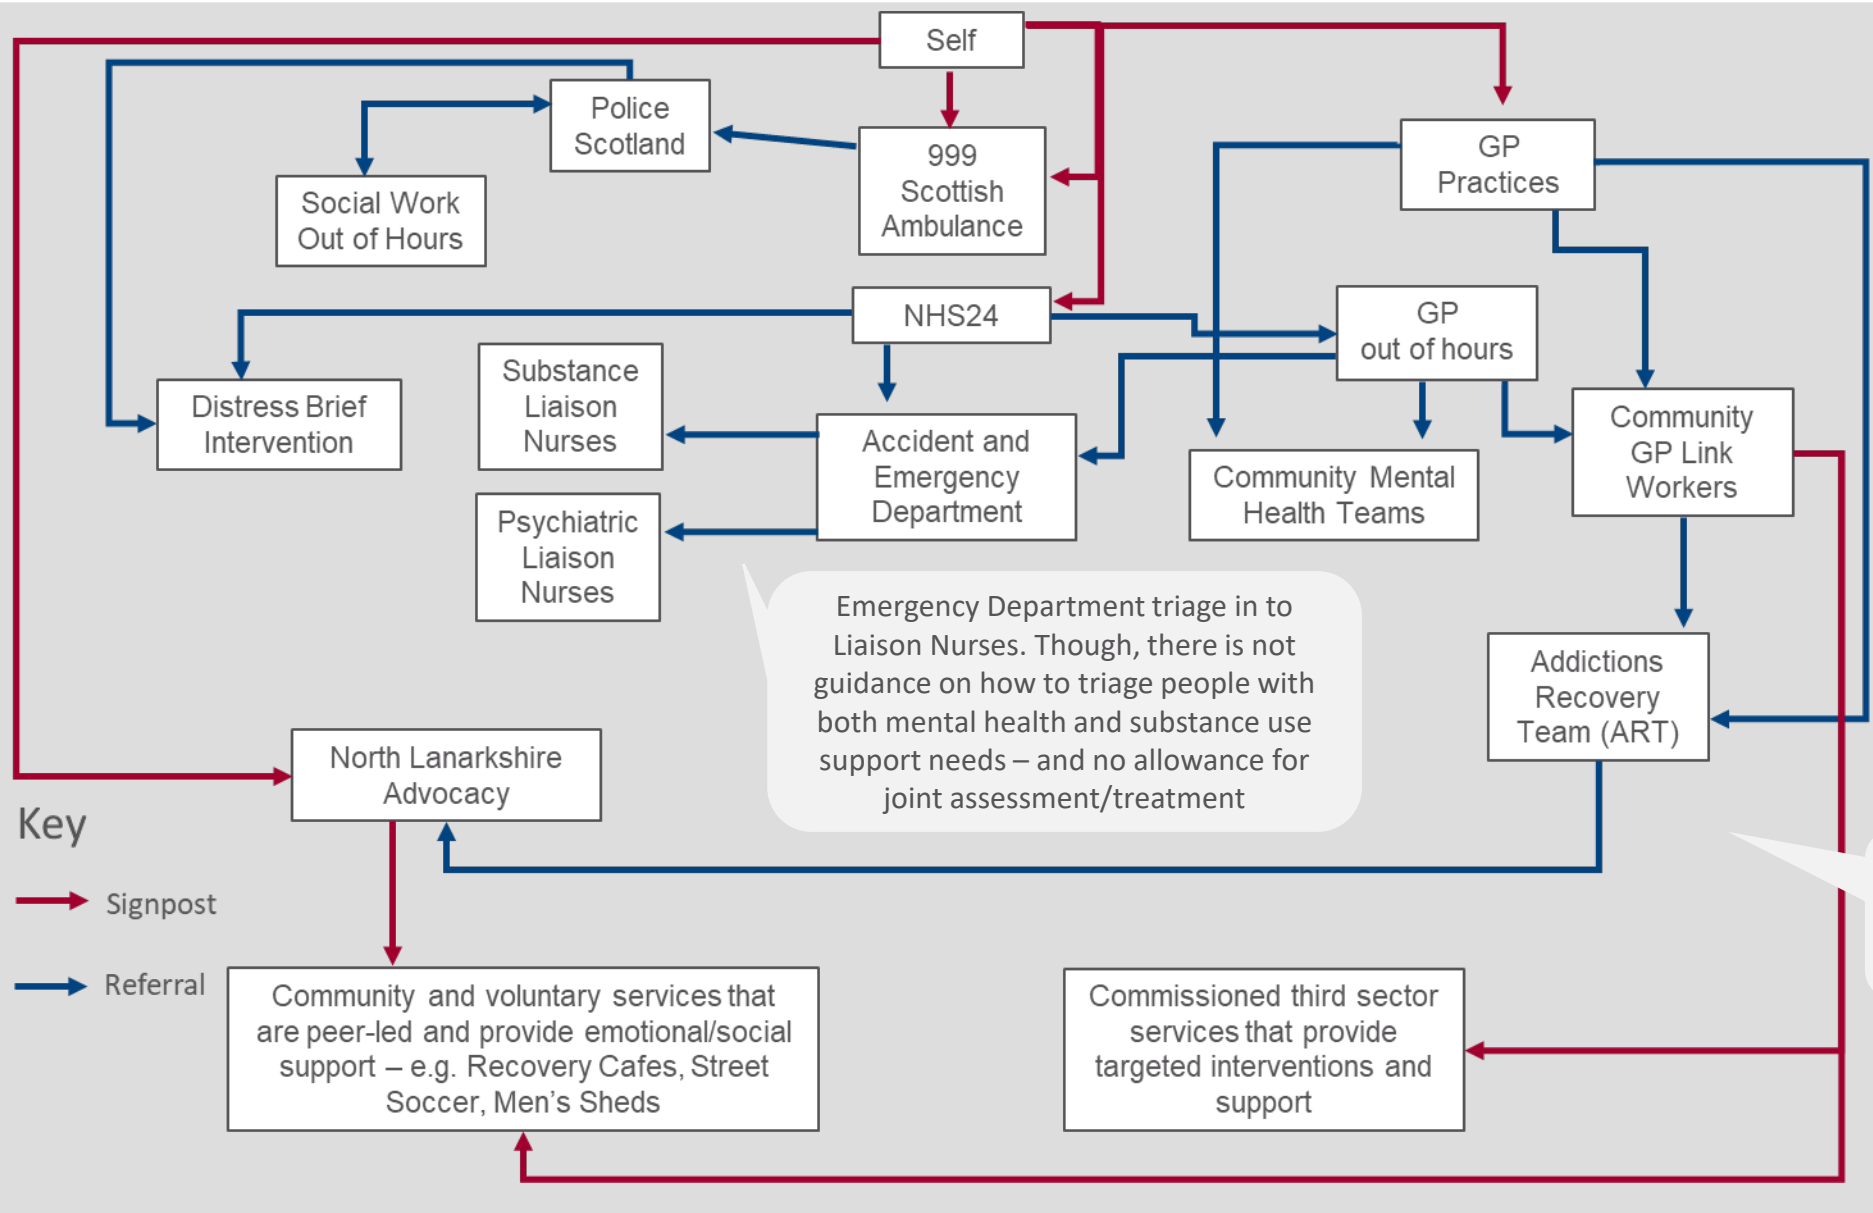 Self
Police
Scotland
999
Scottish
Ambulance
GP
Practices
Social Work
Out of Hours
NHS24
GP
out of hours
Substance
Liaison
Nurses
Distress Brief
Intervention
Accident and
Emergency
Department
Community Mental
Health Teams
Community
GP Link
Workers
Psychiatric
Liaison
Nurses
Emergency Department triage in to
Liaison Nurses. Though, there is not
guidance on how to triage people with
both mental health and substance use
support needs – and no allowance for
joint assessment/treatment
Addictions
Recovery
Team (ART)
North Lanarkshire
Advocacy
Key
Signpost
Referral
Community and voluntary services that
are peer-led and provide emotional/social
support – e.g. Recovery Cafes, Street
Soccer, Men’s Sheds
Commissioned third sector
services that provide
targeted interventions and
support